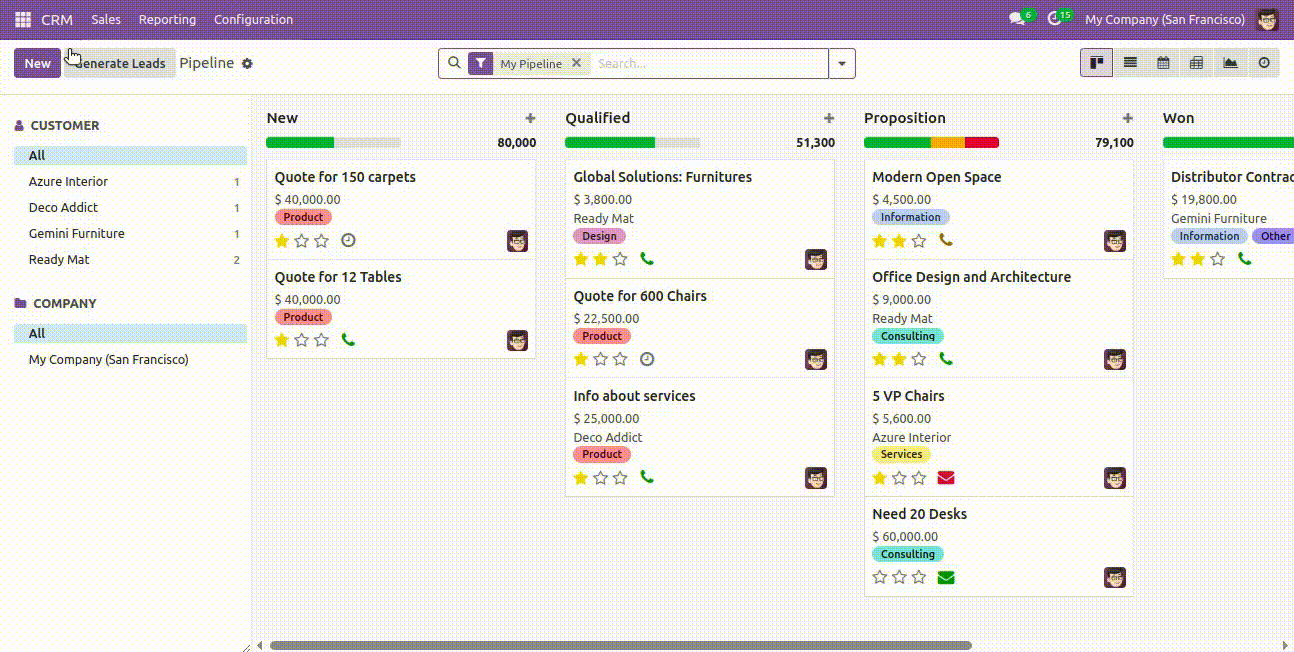 CRM Sales Reporting Configuration 6 15 My Company (San Francisco)
New Generate Leads Pipeline My Pipeline Search...
CUSTOMER
All
Azure Interior 1
Deco Addict 1
Gemini Furniture 1
Ready Mat 2
COMPANY
All
My Company (San Francisco)
New
80,000
Quote for 150 carpets
$ 40,000.00
Product
Quote for 12 Tables
$ 40,000.00
Product
Qualified
51,300
Global Solutions: Furnitures
$ 3,800.00
Ready Mat
Design
Quote for 600 Chairs
$ 22,500.00
Product
Info about services
$ 25,000.00
Deco Addict
Product
Proposition
79,100
Modern Open Space
$ 4,500.00
Information
Office Design and Architecture
$ 9,000.00
Ready Mat
Consulting
5 VP Chairs
$ 5,600.00
Azure Interior
Services
Need 20 Desks
$ 60,000.00
Consulting
Won
Distributor Contrac
$ 19,800.00
Gemini Furniture
Information Other